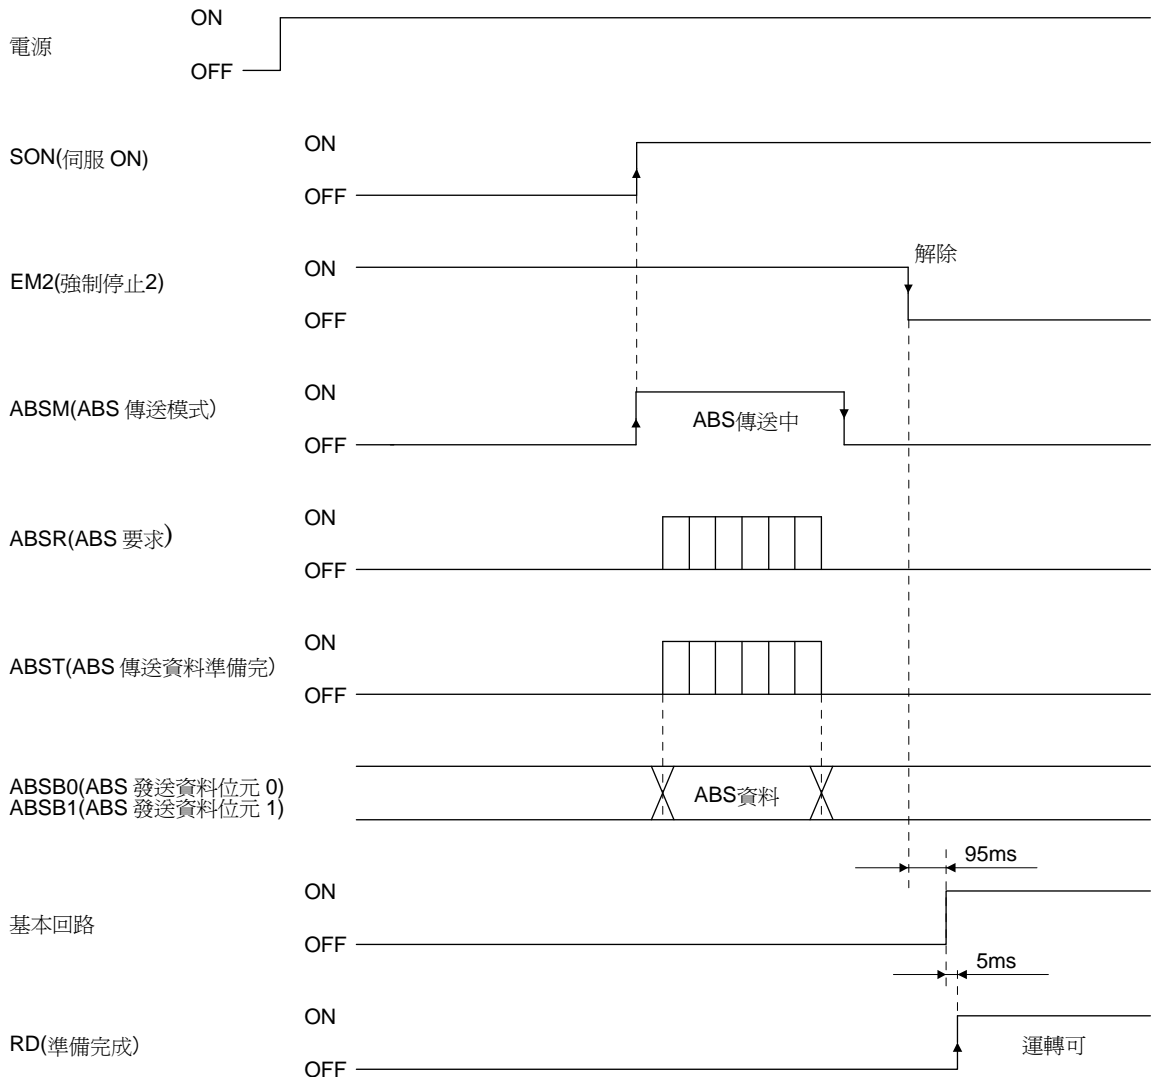 ON
電源
OFF
ON
SON(伺服 ON)
OFF
解除
ON
EM2(強制停止2)
OFF
ON
ABSM(ABS 傳送模式)
ABS傳送中
OFF
ON
ABSR(ABS 要求)
OFF
ON
ABST(ABS 傳送資料準備完)
OFF
ABSB0(ABS 發送資料位元 0)
ABSB1(ABS 發送資料位元 1)
ABS資料
95ms
ON
基本回路
OFF
5ms
ON
RD(準備完成)
運轉可
OFF